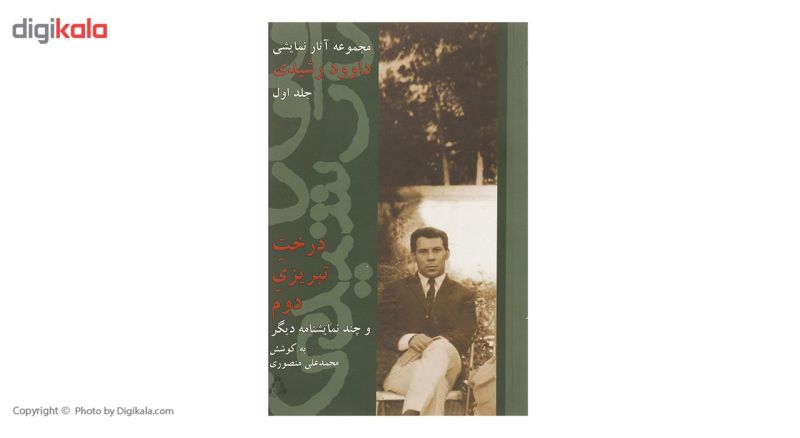 digikala
مجموعه آثار نمایشی
داوود رشیدی
جلد اول
درختِ
تبریزیِ
دوم
و چند نمایشنامه دیگر
به کوشش
محمدعلی منصوری
Copyright © Photo by Digikala.com